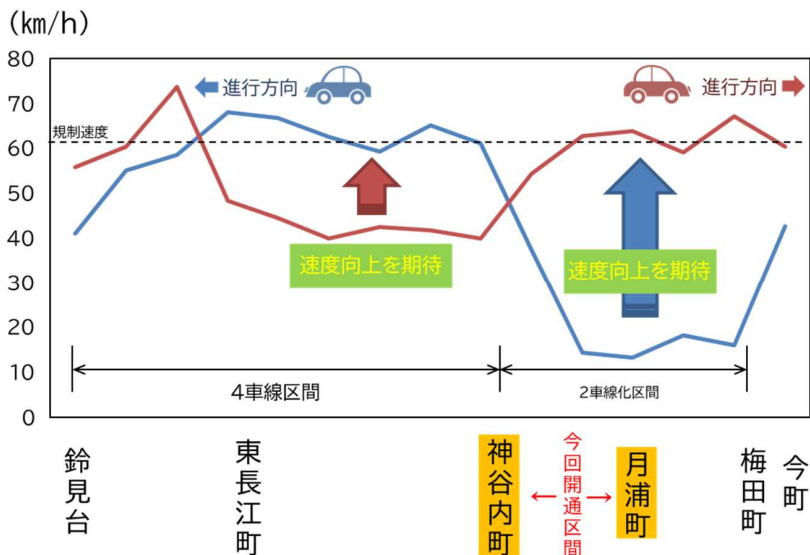 (km/h)
80
70
60
50
40
30
20
10
0
進行方向
進行方向
規制速度
速度向上を期待
速度向上を期待
4車線区間
2車線化区間
鈴見台
東長江町
神谷内町
今回開通区間
月浦町
梅田町
今町